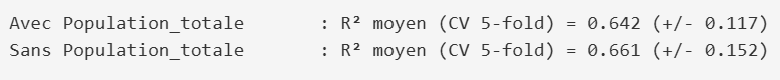 Avec Population_totale : R² moyen (CV 5-fold) = 0.642 (+/- 0.117)
Sans Population_totale : R² moyen (CV 5-fold) = 0.661 (+/- 0.152)